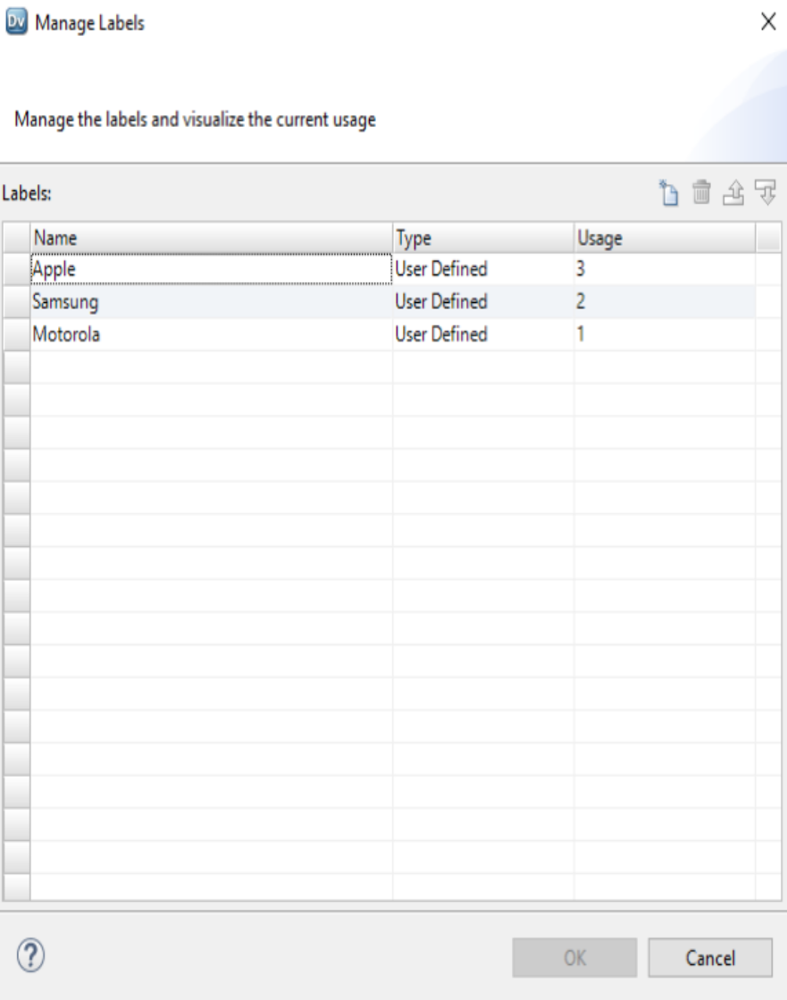 Dv Manage Labels
Manage the labels and visualize the current usage
Labels:
Name Type Usage
Apple User Defined 3
Samsung User Defined 2
Motorola User Defined 1
? OK Cancel